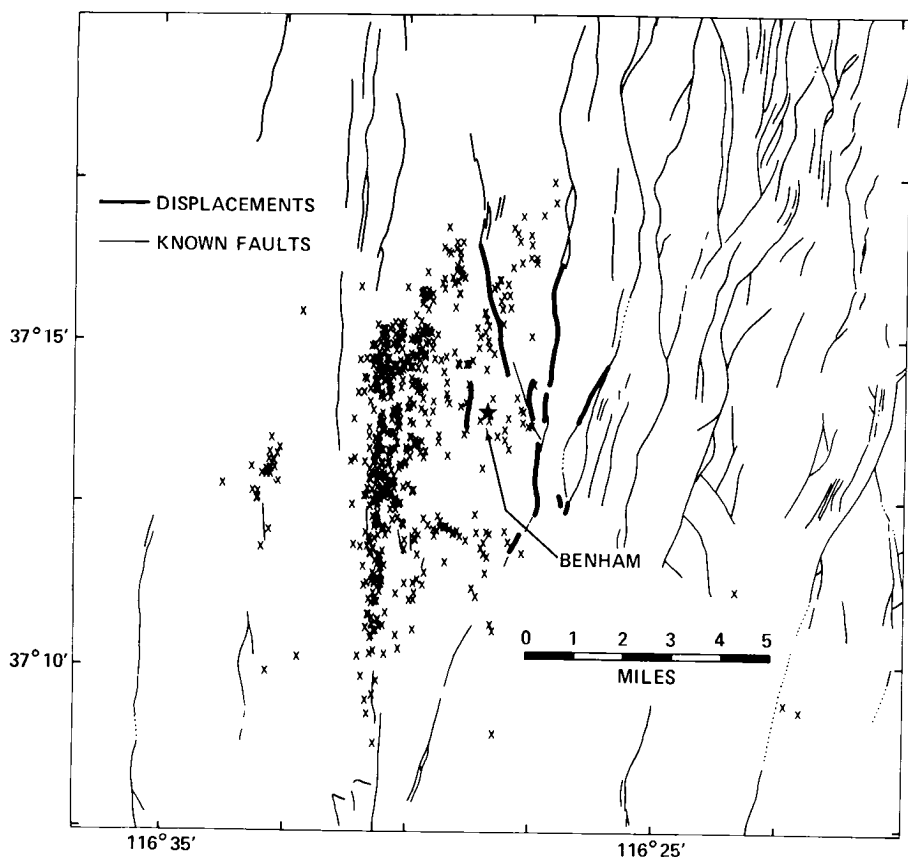 DISPLACEMENTS
KNOWN FAULTS
37° 15'
BENHAM
0 1 2 3 4 5
MILES
37° 10'
116° 35' 116° 25'